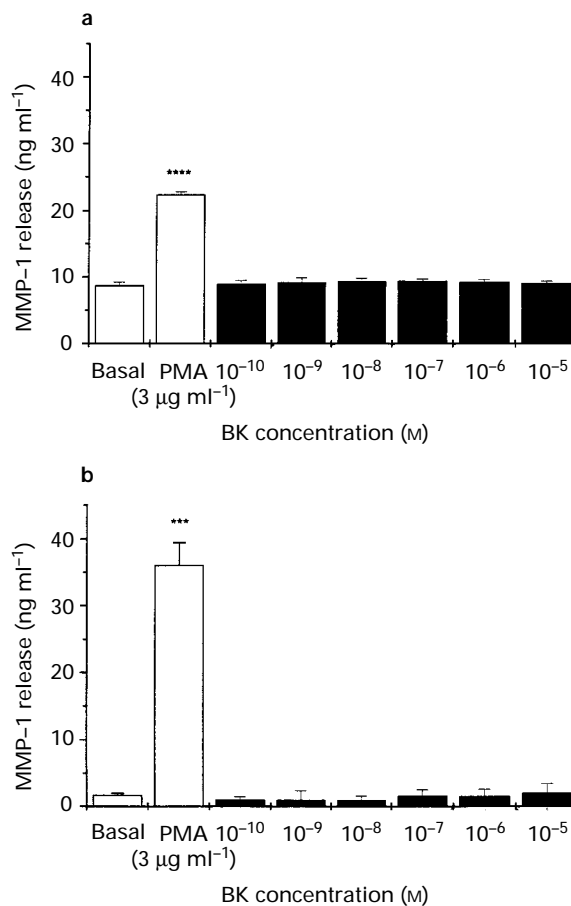 a
MMP–1 release (ng ml⁻¹)
40
30
20
10
0
****
Basal PMA 10⁻¹⁰ 10⁻⁹ 10⁻⁸ 10⁻⁷ 10⁻⁶ 10⁻⁵
(3 µg ml⁻¹)
BK concentration (M)
b
MMP–1 release (ng ml⁻¹)
40
30
20
10
0
***
Basal PMA 10⁻¹⁰ 10⁻⁹ 10⁻⁸ 10⁻⁷ 10⁻⁶ 10⁻⁵
(3 µg ml⁻¹)
BK concentration (M)